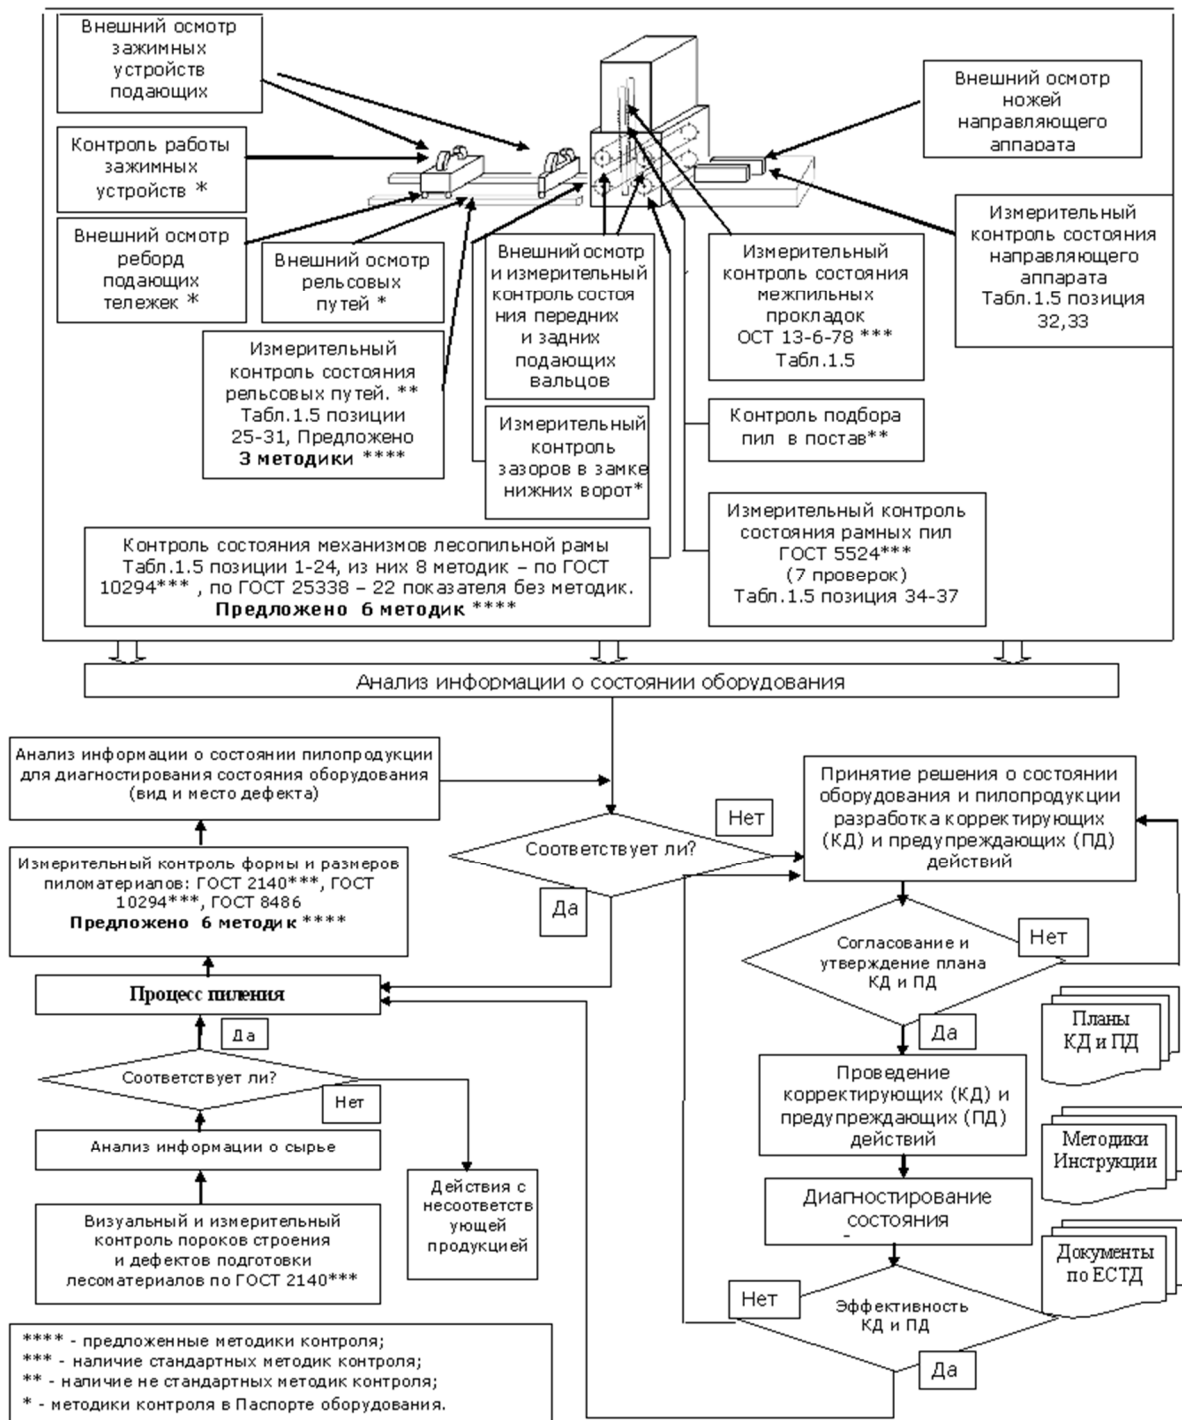 Внешний осмотр
зажимных
устройств
подающих
Контроль работы
зажимных
устройств *
Внешний осмотр
реборд
подающих
тележек *
Внешний осмотр
рельсовых
путей *
Измерительный
контроль состояния
рельсовых путей. **
Табл.1.5 позиции
25-31, Предложено
3 методики ****
Внешний осмотр
и измерительный
контроль состоя
ния передних
и задних
подающих
вальцов
Измерительный
контроль
зазоров в замке
нижних ворот*
Измерительный
контроль состояния
межпильных
прокладок
ОСТ 13-6-78 ***
Табл.1.5
Внешний осмотр
ножей
направляющего
аппарата
Измерительный
контроль состояния
направляющего
аппарата
Табл.1.5 позиция
32,33
Контроль подбора
пил в постав**
Измерительный контроль
состояния рамных пил
ГОСТ 5524***
(7 проверок)
Табл.1.5 позиция 34-37
Контроль состояния механизмов лесопильной рамы
Табл.1.5 позиции 1-24, из них 8 методик – по ГОСТ
10294*** , по ГОСТ 25338 – 22 показателя без методик.
Предложено 6 методик ****
Анализ информации о состоянии оборудования
Анализ информации о состоянии пилопродукции
для диагностирования состояния оборудования
(вид и место дефекта)
Измерительный контроль формы и размеров
пиломатериалов: ГОСТ 2140***, ГОСТ
10294***, ГОСТ 8486
Предложено 6 методик ****
Процесс пиления
Да
Соответствует ли?
Нет
Анализ информации о сырье
Визуальный и измерительный
контроль пороков строения
и дефектов подготовки
лесоматериалов по ГОСТ 2140***
Действия с
несоответств
ующей
продукцией
Соответствует ли?
Нет
Да
Принятие решения о состоянии
оборудования и пилопродукции
разработка корректирующих
(КД) и предупреждающих (ПД)
действий
Согласование и
утверждение плана
КД и ПД
Нет
Да
Проведение
корректирующих (КД) и
предупреждающих (ПД)
действий
Диагностирование
состояния
Эффективность
КД и ПД
Нет
Да
Планы
КД и ПД
Методики
Инструкции
Документы
по ЕСТД
**** - предложенные методики контроля;
*** - наличие стандартных методик контроля;
** - наличие не стандартных методик контроля;
* - методики контроля в Паспорте оборудования.